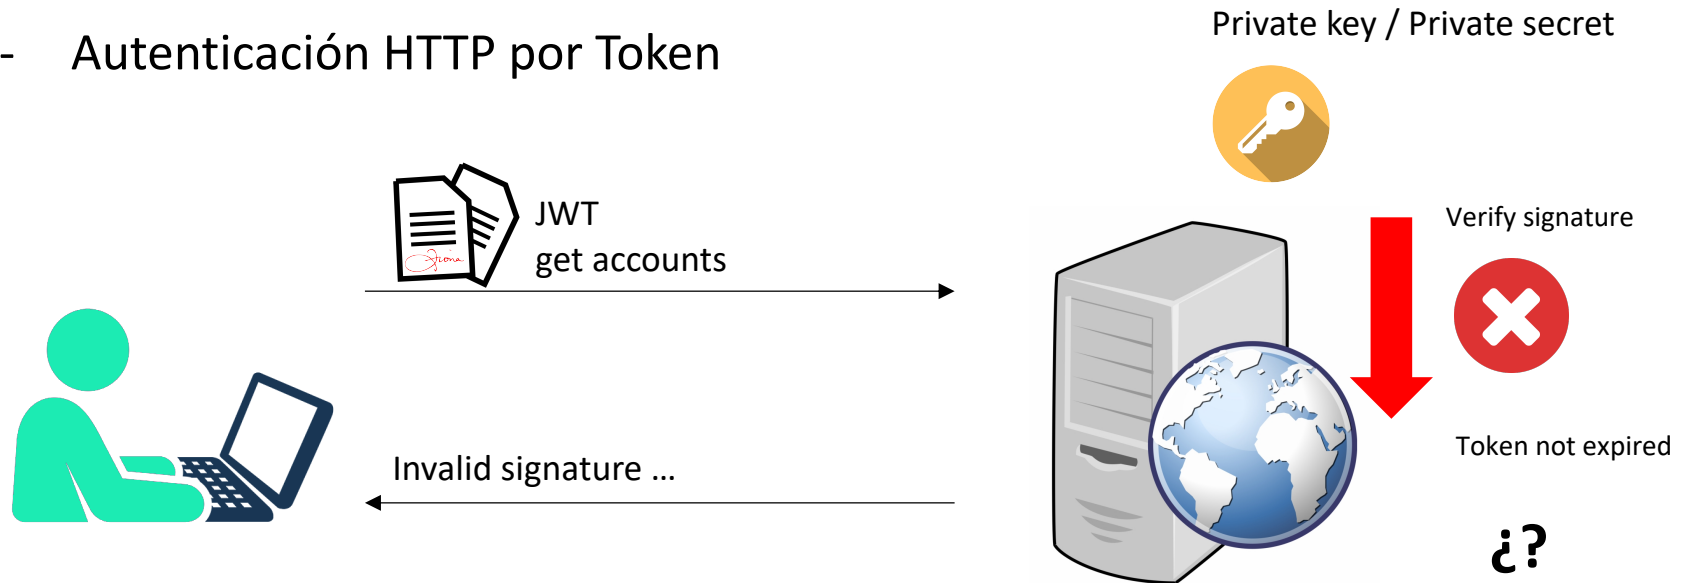 - Autenticación HTTP por Token
Private key / Private secret
JWT
get accounts
Verify signature
Invalid signature ...
Token not expired
¿?